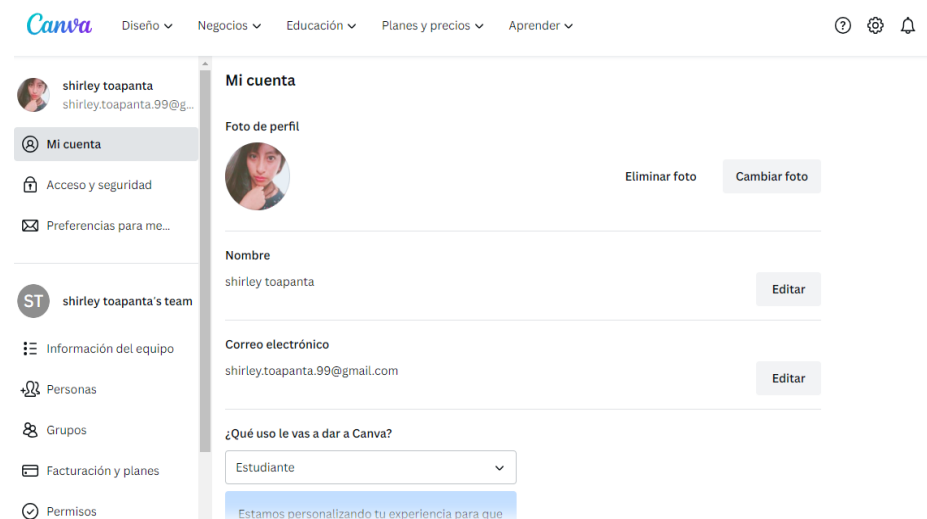 Canva
Diseño
Negocios
Educación
Planes y precios
Aprender
shirley toapanta
shirley.toapanta.99@g...
Mi cuenta
Acceso y seguridad
Preferencias para me...
ST
shirley toapanta's team
Información del equipo
Personas
Grupos
Facturación y planes
Permisos
Mi cuenta
Foto de perfil
Eliminar foto
Cambiar foto
Nombre
shirley toapanta
Editar
Correo electrónico
shirley.toapanta.99@gmail.com
Editar
¿Qué uso le vas a dar a Canva?
Estudiante
Estamos personalizando tu experiencia para que